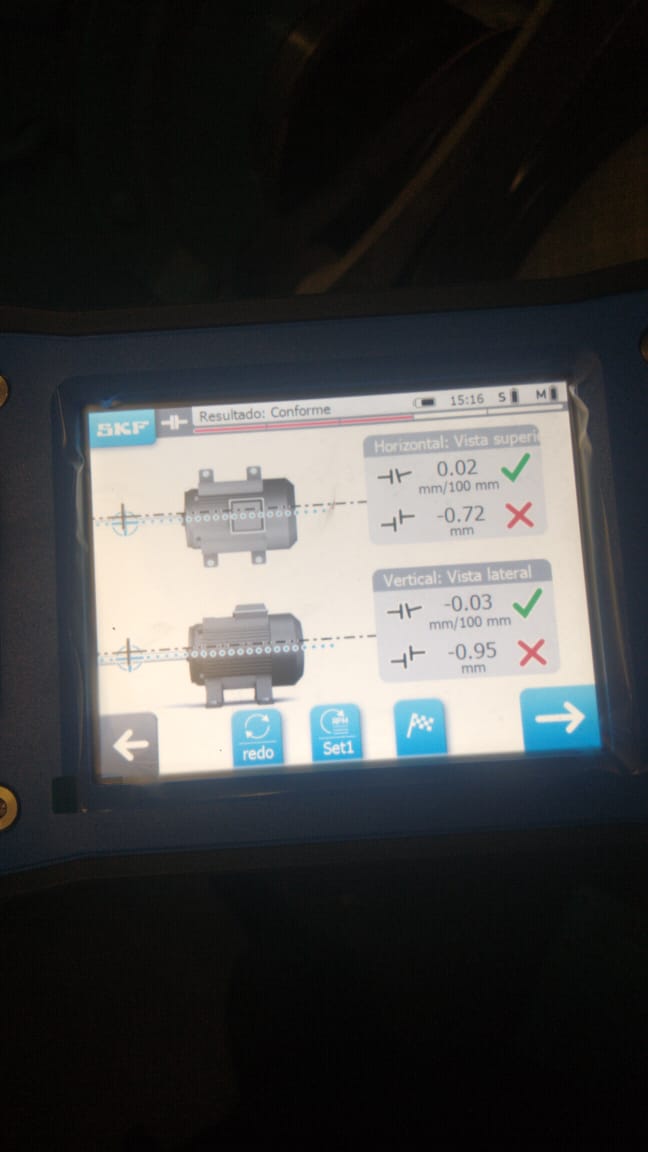 SKF
Resultado: Conforme
15:16 S M
Horizontal: Vista superi
0.02
mm/100 mm
-0.72
mm
Vertical: Vista lateral
-0.03
mm/100 mm
-0.95
mm
redo
RPM
Set1